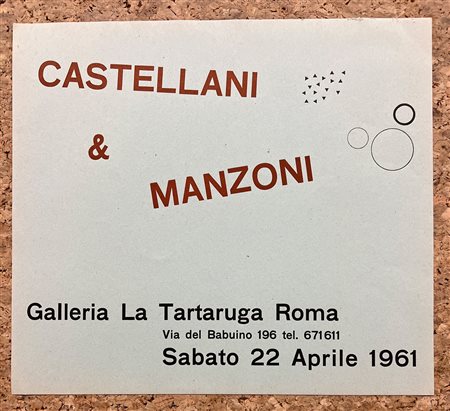 CASTELLANI
&
MANZONI
Galleria La Tartaruga Roma
Via del Babuino 196 tel. 671611
Sabato 22 Aprile 1961